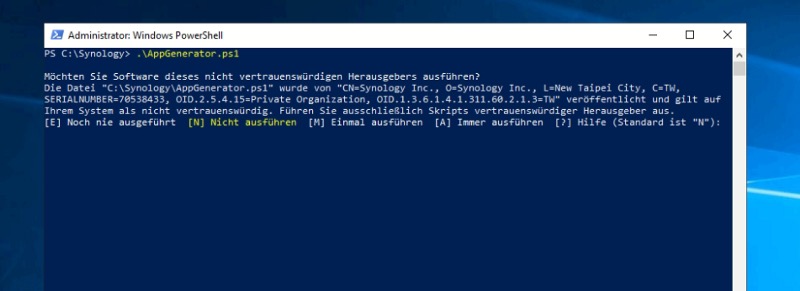 Administrator: Windows PowerShell
PS C:\Synology> .\AppGenerator.ps1
Möchten Sie Software dieses nicht vertrauenswürdigen Herausgebers ausführen?
Die Datei "C:\Synology\AppGenerator.ps1" wurde von "CN=Synology Inc., O=Synology Inc., L=New Taipei City, C=TW,
SERIALNUMBER=70538433, OID.2.5.4.15=Private Organization, OID.1.3.6.1.4.1.311.60.2.1.3=TW" veröffentlicht und gilt auf
Ihrem System als nicht vertrauenswürdig. Führen Sie ausschließlich Skripts vertrauenswürdiger Herausgeber aus.
[E] Noch nie ausgeführt  [N] Nicht ausführen  [M] Einmal ausführen  [A] Immer ausführen  [?] Hilfe (Standard ist "N"):